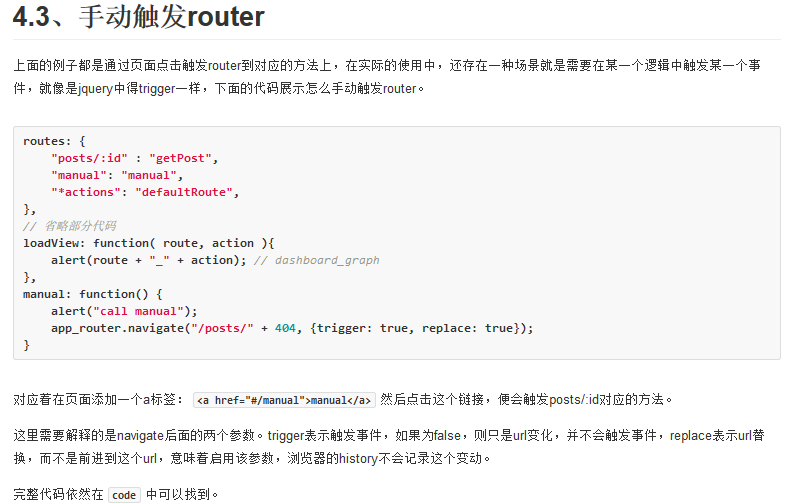 4.3、手动触发router
上面的例子都是通过页面点击触发router到对应的方法上，在实际的使用中，还存在一种场景就是需要在某一个逻辑中触发某一个事
件，就像是jquery中得trigger一样，下面的代码展示怎么手动触发router。
routes: {
    "posts/:id" : "getPost",
    "manual": "manual",
    "*actions": "defaultRoute",
},
// 省略部分代码
loadView: function( route, action ){
    alert(route + "_" + action); // dashboard_graph
},
manual: function() {
    alert("call manual");
    app_router.navigate("/posts/" + 404, {trigger: true, replace: true});
}
对应着在页面添加一个a标签： <a href="#/manual">manual</a> 然后点击这个链接，便会触发posts/:id对应的方法。
这里需要解释的是navigate后面的两个参数。trigger表示触发事件，如果为false，则只是url变化，并不会触发事件，replace表示url替
换，而不是前进到这个url，意味着启用该参数，浏览器的history不会记录这个变动。
完整代码依然在 code 中可以找到。